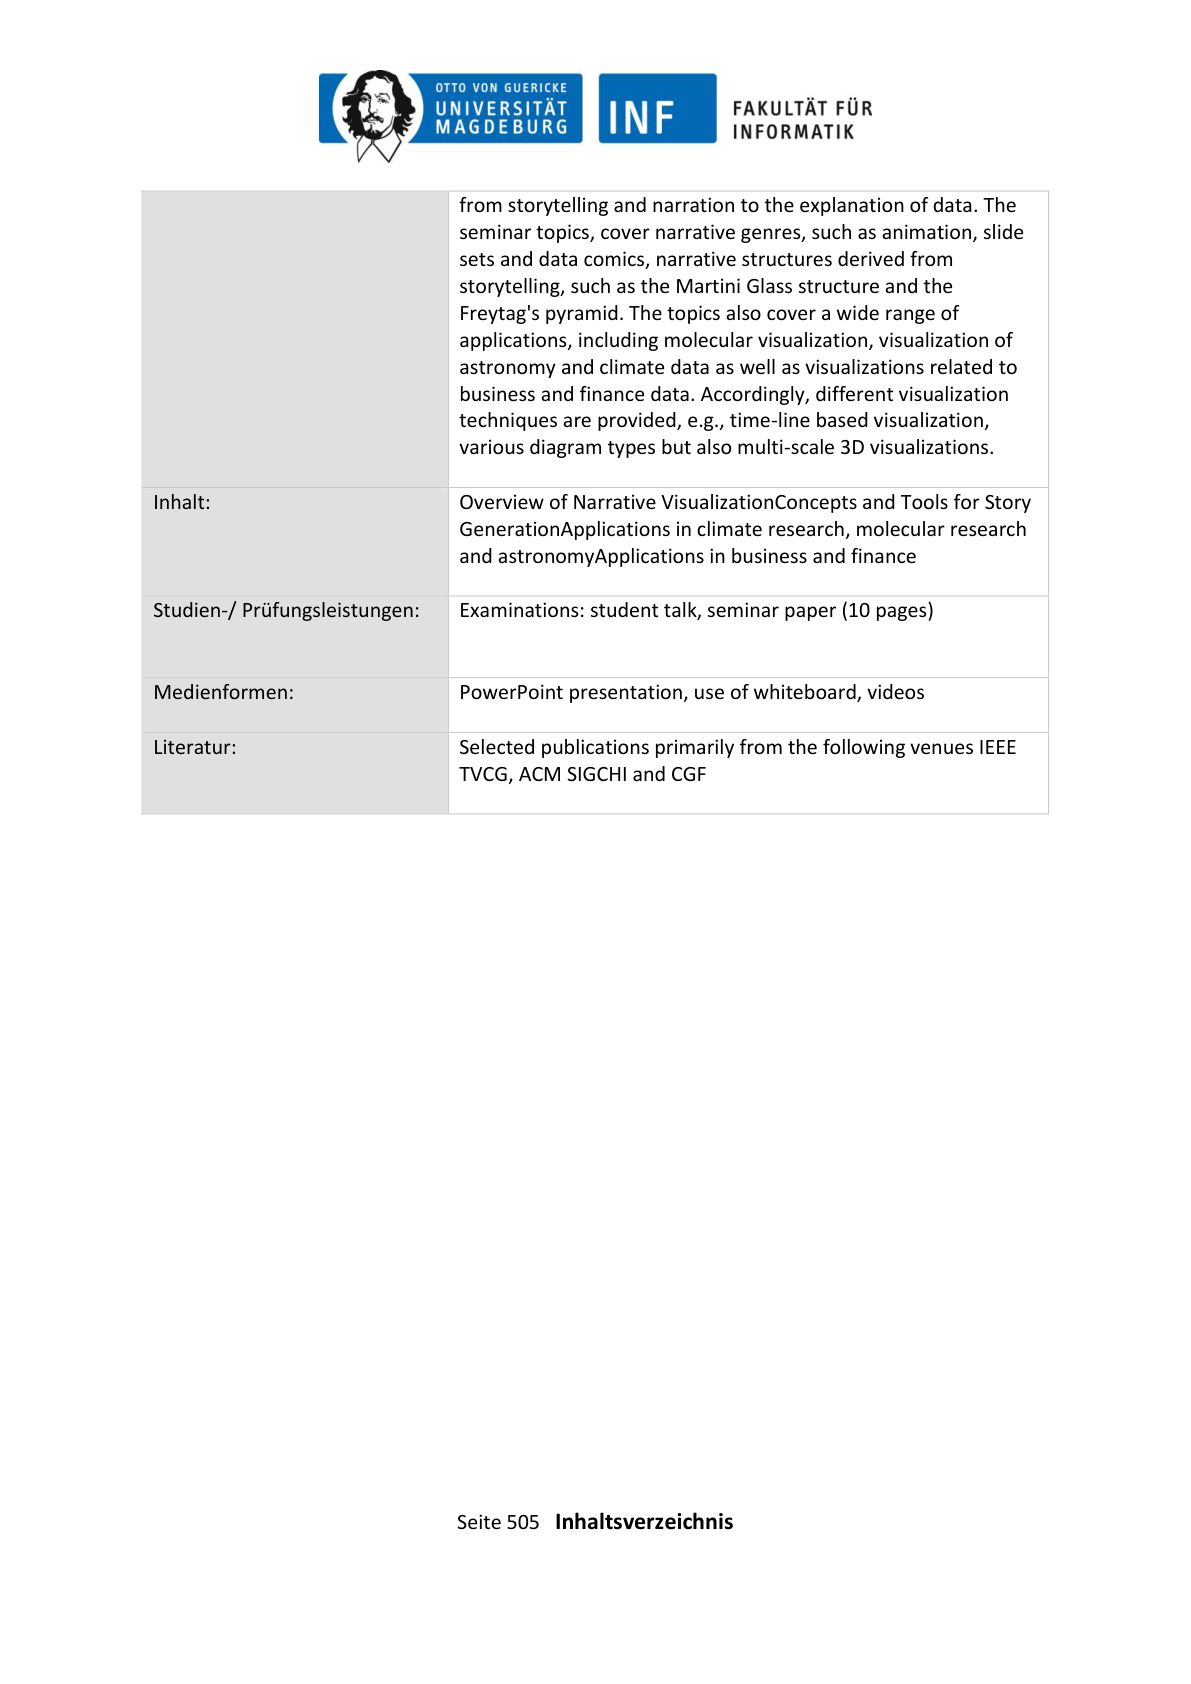 OTTO VON GUERICKE
UNIVERSITÄT
MAGDEBURG
INF
FAKULTÄT FÜR
INFORMATIK
from storytelling and narration to the explanation of data. The
seminar topics, cover narrative genres, such as animation, slide
sets and data comics, narrative structures derived from
storytelling, such as the Martini Glass structure and the
Freytag's pyramid. The topics also cover a wide range of
applications, including molecular visualization, visualization of
astronomy and climate data as well as visualizations related to
business and finance data. Accordingly, different visualization
techniques are provided, e.g., time-line based visualization,
various diagram types but also multi-scale 3D visualizations.
Inhalt:
Overview of Narrative VisualizationConcepts and Tools for Story
GenerationApplications in climate research, molecular research
and astronomyApplications in business and finance
Studien-/ Prüfungsleistungen:
Examinations: student talk, seminar paper (10 pages)
Medienformen:
PowerPoint presentation, use of whiteboard, videos
Literatur:
Selected publications primarily from the following venues IEEE
TVCG, ACM SIGCHI and CGF
Seite 505 Inhaltsverzeichnis